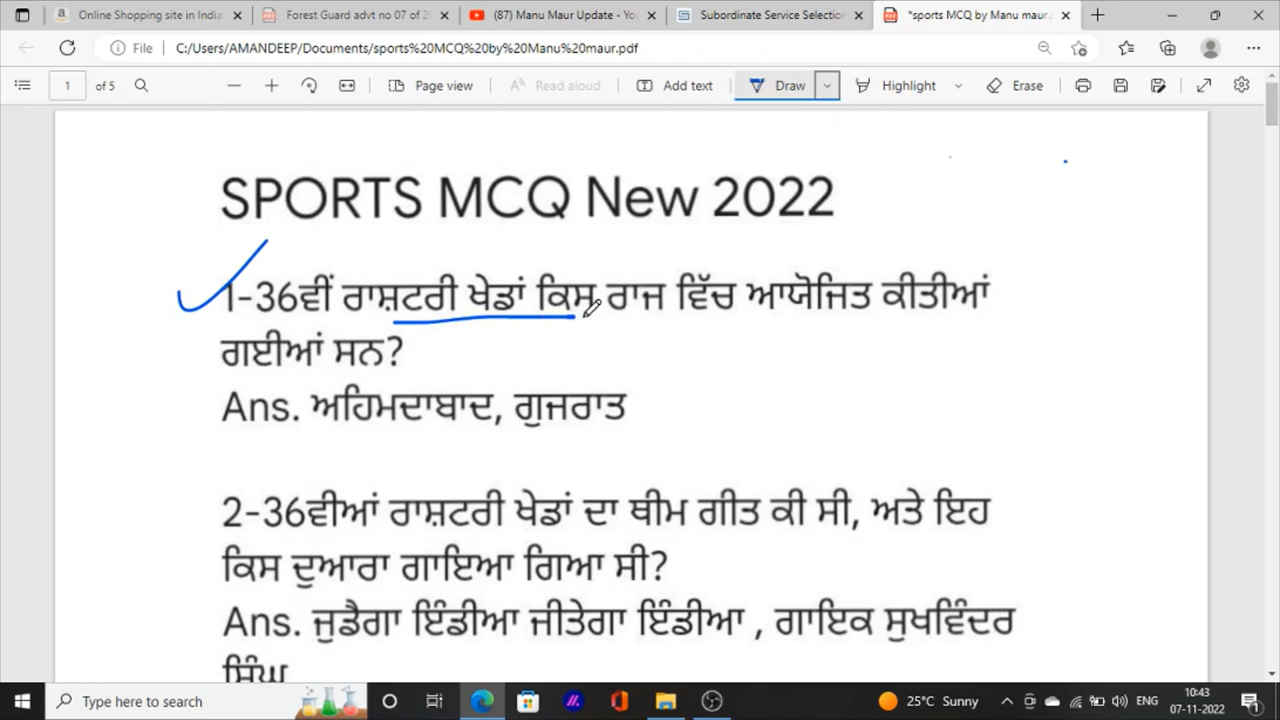 Online Shopping site in India
Forest Guard advt no 07 of 2
(87) Manu Maur Update - Yo
Subordinate Service Selection
*sports MCQ by Manu maur.p
File
C:/Users/AMANDEEP/Documents/sports%20MCQ%20by%20Manu%20maur.pdf
1 of 5
Page view
Read aloud
Add text
Draw
Highlight
Erase
SPORTS MCQ New 2022
1-36ਵੀਂ ਰਾਸ਼ਟਰੀ ਖੇਡਾਂ ਕਿਸ ਰਾਜ ਵਿੱਚ ਆਯੋਜਿਤ ਕੀਤੀਆਂ
ਗਈਆਂ ਸਨ?
Ans. ਅਹਿਮਦਾਬਾਦ, ਗੁਜਰਾਤ
2-36ਵੀਆਂ ਰਾਸ਼ਟਰੀ ਖੇਡਾਂ ਦਾ ਥੀਮ ਗੀਤ ਕੀ ਸੀ, ਅਤੇ ਇਹ
ਕਿਸ ਦੁਆਰਾ ਗਾਇਆ ਗਿਆ ਸੀ?
Ans. ਜੁਡੈਗਾ ਇੰਡੀਆ ਜੀਤੇਗਾ ਇੰਡੀਆ , ਗਾਇਕ ਸੁਖਵਿੰਦਰ
ਸਿੰਘ
Type here to search
25°C Sunny
ENG
10:43
07-11-2022